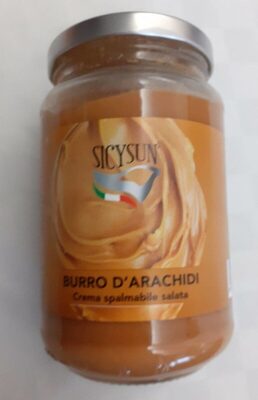 SICYSUN
BURRO D'ARACHIDI
Crema spalmabile salata